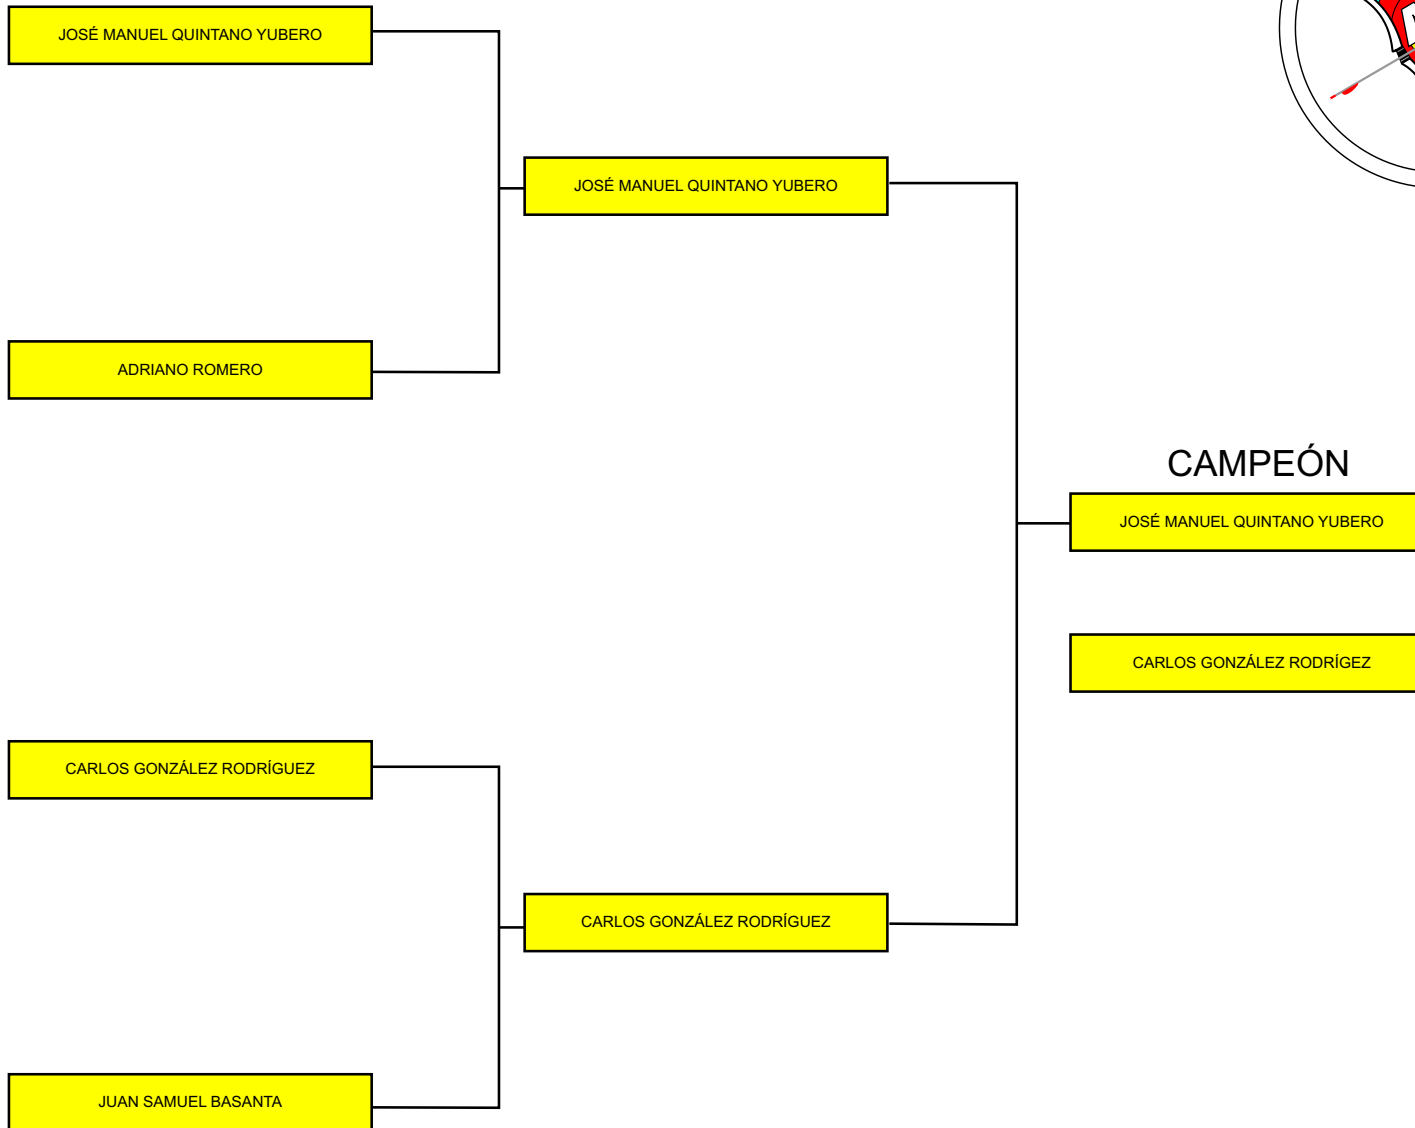 JOSÉ MANUEL QUINTANO YUBERO
JOSÉ MANUEL QUINTANO YUBERO
ADRIANO ROMERO
CAMPEÓN
JOSÉ MANUEL QUINTANO YUBERO
CARLOS GONZÁLEZ RODRÍGEZ
CARLOS GONZÁLEZ RODRÍGUEZ
CARLOS GONZÁLEZ RODRÍGUEZ
JUAN SAMUEL BASANTA